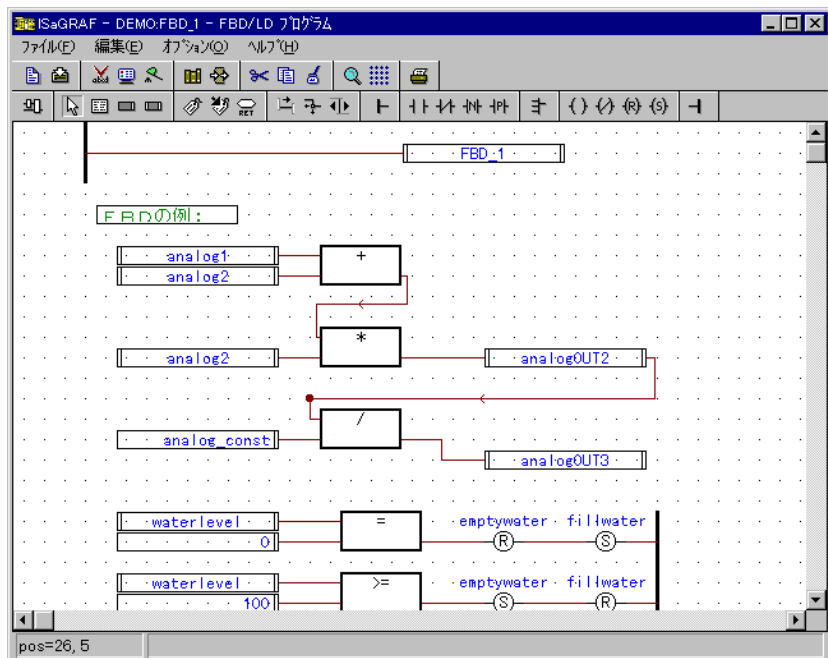 ISaGRAF - DEMO:FBD_1 - FBD/LD プログラム
ファイル(F) 編集(E) オプション(O) ヘルプ(H)
RET
N P R S
FBD_1
FBDの例:
analog1 +
analog2
*
analog2 analogOUT2
/
analog_const
analogOUT3
waterlevel = emptywater fillwater
0 R S
waterlevel >= emptywater fillwater
100 S R
pos=26, 5